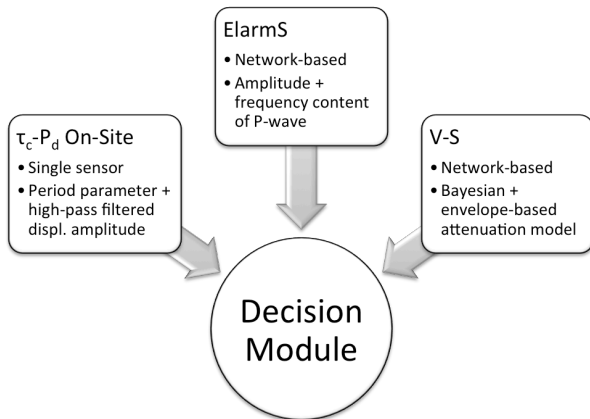 ElarmS
• Network-based
• Amplitude +
frequency content
of P-wave
τc-Pd On-Site
• Single sensor
• Period parameter +
high-pass filtered
displ. amplitude
V-S
• Network-based
• Bayesian +
envelope-based
attenuation model
Decision
Module